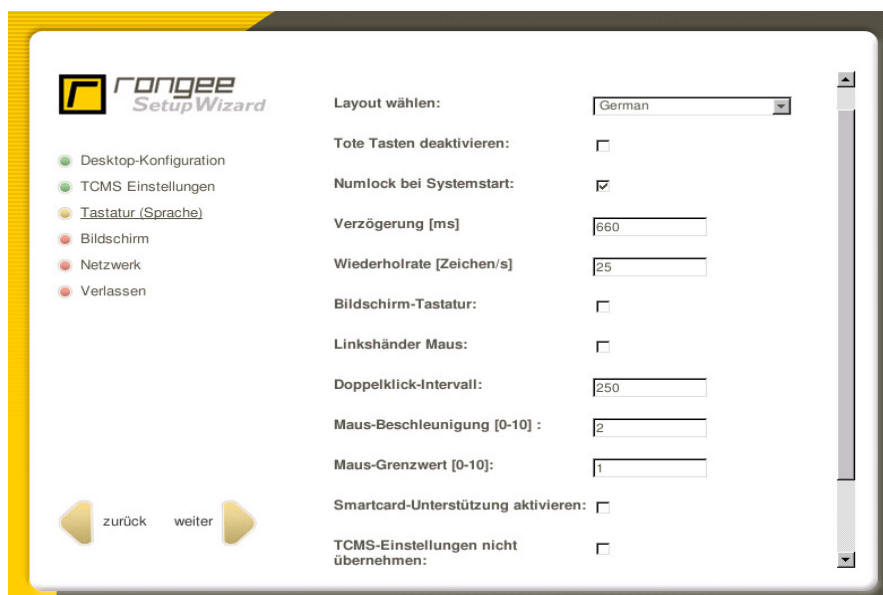 rangee
SetupWizard
Desktop-Konfiguration
TCMS Einstellungen
Tastatur (Sprache)
Bildschirm
Netzwerk
Verlassen
zurück
weiter
Layout wählen:
German
Tote Tasten deaktivieren:
Numlock bei Systemstart:
Verzögerung [ms]
660
Wiederholrate [Zeichen/s]
25
Bildschirm-Tastatur:
Linkshänder Maus:
Doppelklick-Intervall:
250
Maus-Beschleunigung [0-10] :
2
Maus-Grenzwert [0-10]:
1
Smartcard-Unterstützung aktivieren:
TCMS-Einstellungen nicht
übernehmen: